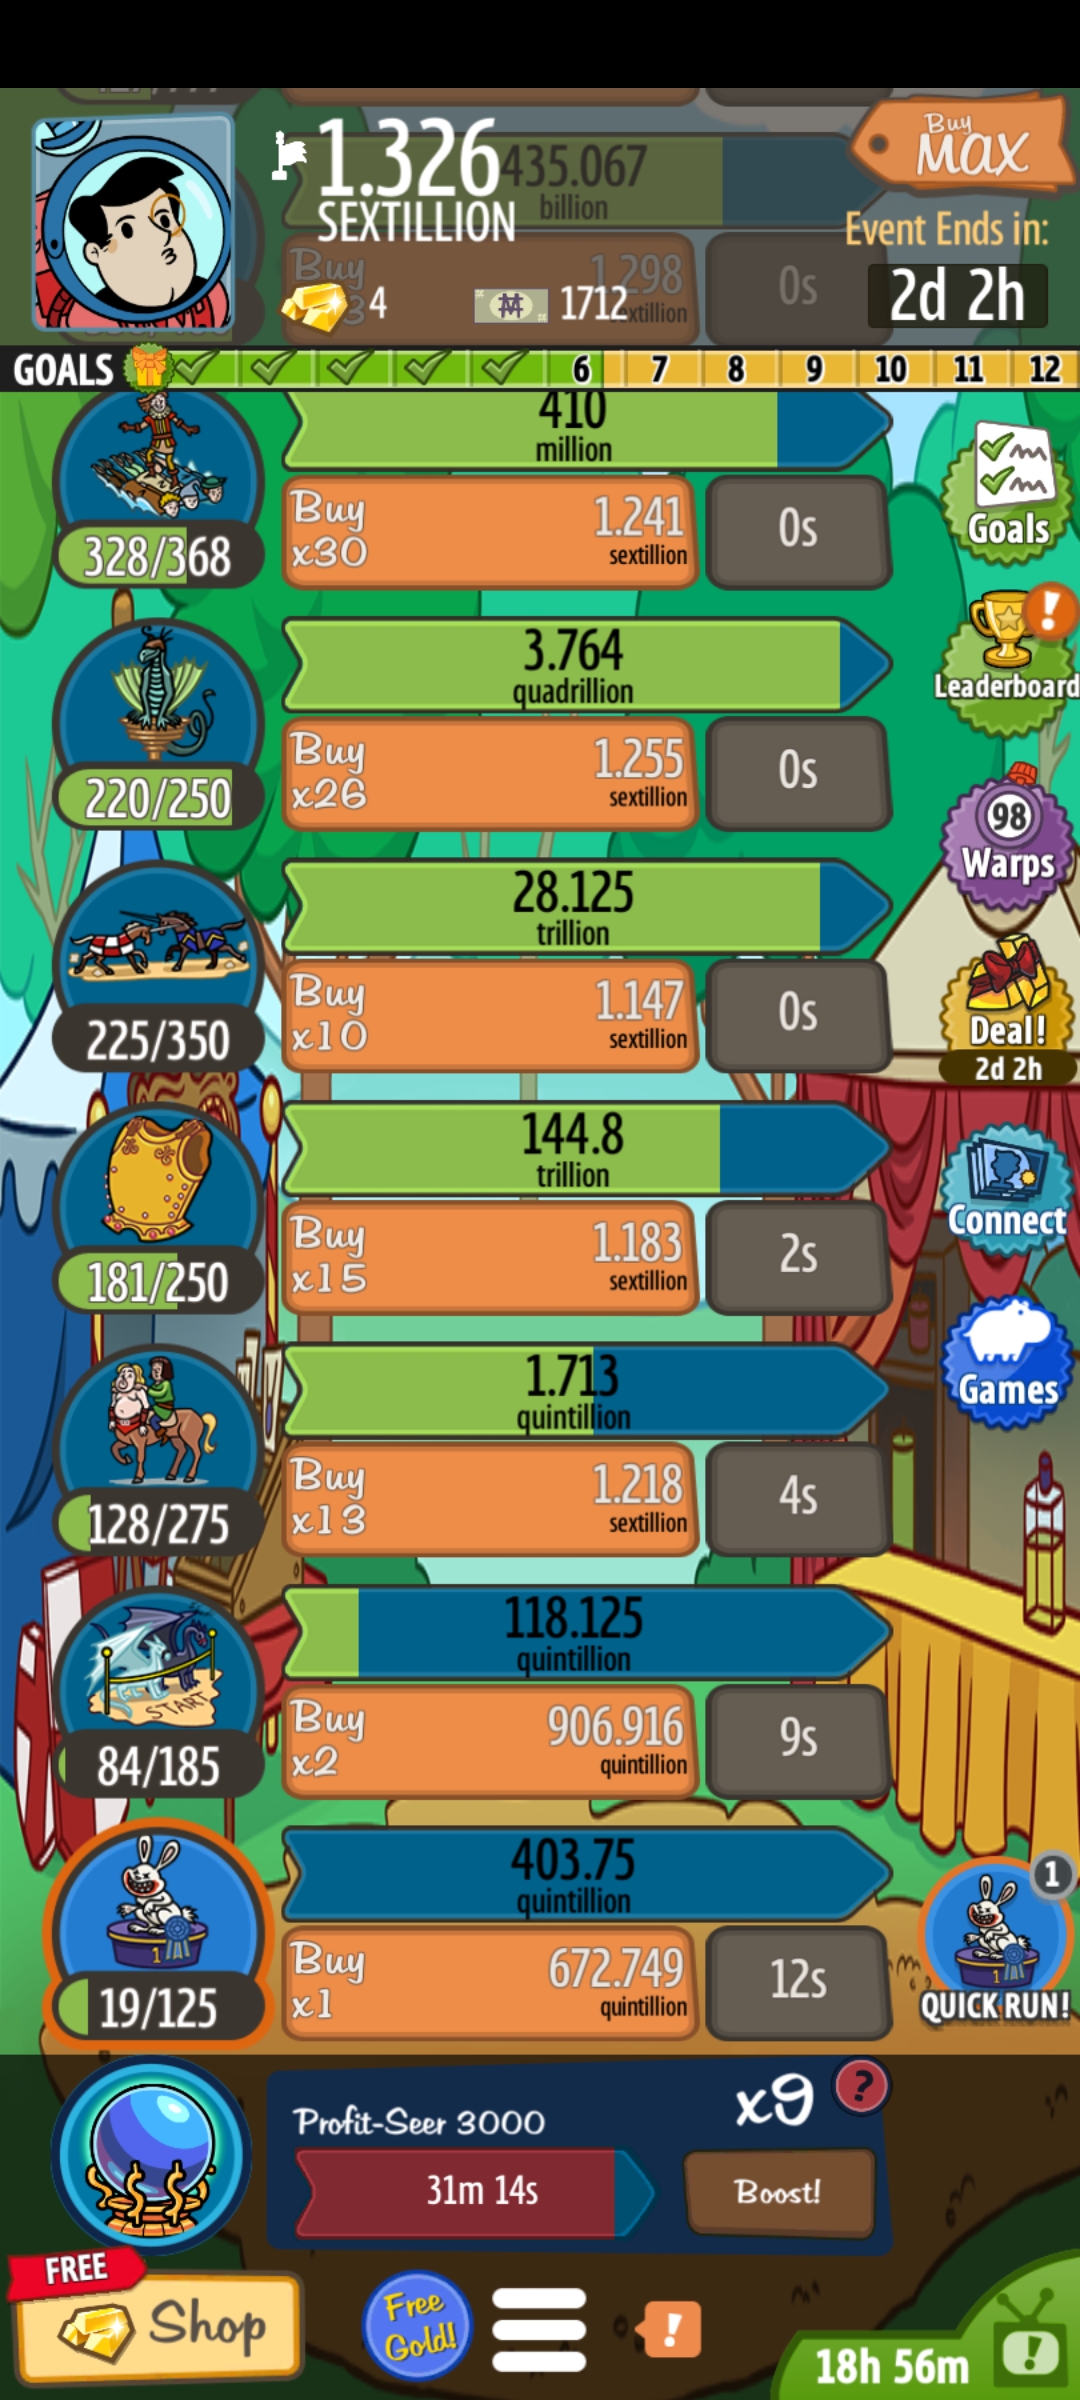 1.326
SEXTILLION
435.067
billion
Buy
MAX
Event Ends in:
2d 2h
Buy
1.298
0s
4
1712
GOALS
6
7
8
9
10
11
12
410
million
Buy
x30
1.241
sextillion
0s
328/368
Goals
3.764
quadrillion
Leaderboard
Buy
x26
1.255
sextillion
0s
220/250
98
Warps
28.125
trillion
Buy
x10
1.147
sextillion
0s
225/350
Deal!
2d 2h
144.8
trillion
Buy
x15
1.183
sextillion
2s
181/250
Connect
1.713
quintillion
Games
Buy
x13
1.218
sextillion
4s
128/275
118.125
quintillion
START
Buy
x2
906.916
quintillion
9s
84/185
403.75
quintillion
1
1
Buy
x1
672.749
quintillion
12s
19/125
1
QUICK RUN!
Profit-Seer 3000
x9
?
31m 14s
Boost!
FREE
Shop
Free
Gold!
!
18h 56m
!